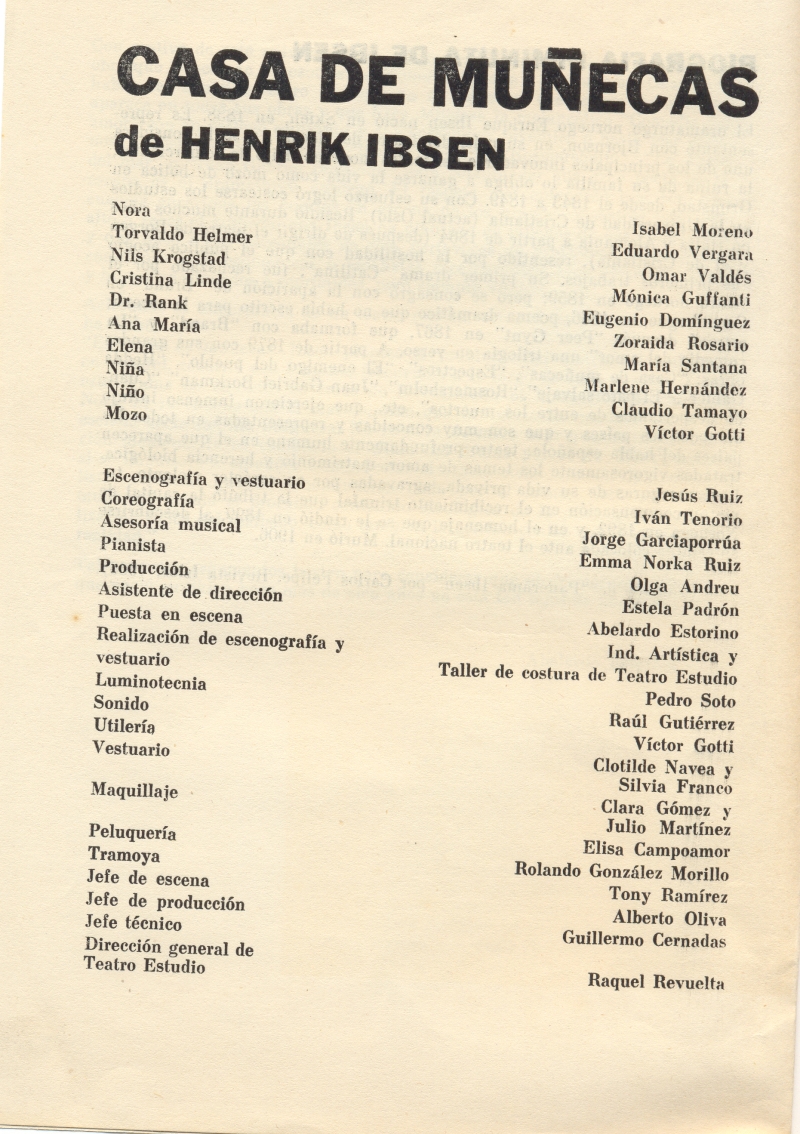 CASA DE MUÑECAS
de HENRIK IBSEN
Nora Isabel Moreno
Torvaldo Helmer Eduardo Vergara
Nils Krogstad Omar Valdés
Cristina Linde Mónica Guffanti
Dr. Rank Eugenio Domínguez
Ana María Zoraida Rosario
Elena María Santana
Niña Marlene Hernández
Niño Claudio Tamayo
Mozo Víctor Gotti
Escenografía y vestuario Jesús Ruiz
Coreografía Iván Tenorio
Asesoría musical Jorge Garciaporrúa
Pianista Emma Norka Ruiz
Producción Olga Andreu
Asistente de dirección Estela Padrón
Puesta en escena Abelardo Estorino
Realización de escenografía y Ind. Artística y
vestuario Taller de costura de Teatro Estudio
Luminotecnia Pedro Soto
Sonido Raúl Gutiérrez
Utilería Víctor Gotti
Vestuario Clotilde Navea y
Silvia Franco
Maquillaje Clara Gómez y
Julio Martínez
Peluquería Elisa Campoamor
Tramoya Rolando González Morillo
Jefe de escena Tony Ramírez
Jefe de producción Alberto Oliva
Jefe técnico Guillermo Cernadas
Dirección general de
Teatro Estudio Raquel Revuelta